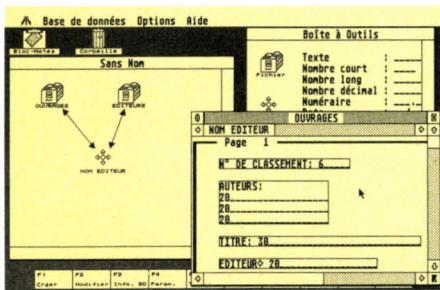 Base de données Options Aide
Bloc-Notes
Corbeille
Sans Nom
OUVRAGES
EDITEURS
NOM EDITEUR
Boîte à Outils
Fichier
Texte :
Nombre court :
Nombre long :
Nombre décimal :
Numéraire :
OUVRAGES
NOM EDITEUR
Page 1
N° DE CLASSEMENT: 6
AUTEURS:
20
20
20
TITRE: 30
EDITEUR 20
F1 F2 F3 F4
Créer Modifier Info. BD Param.